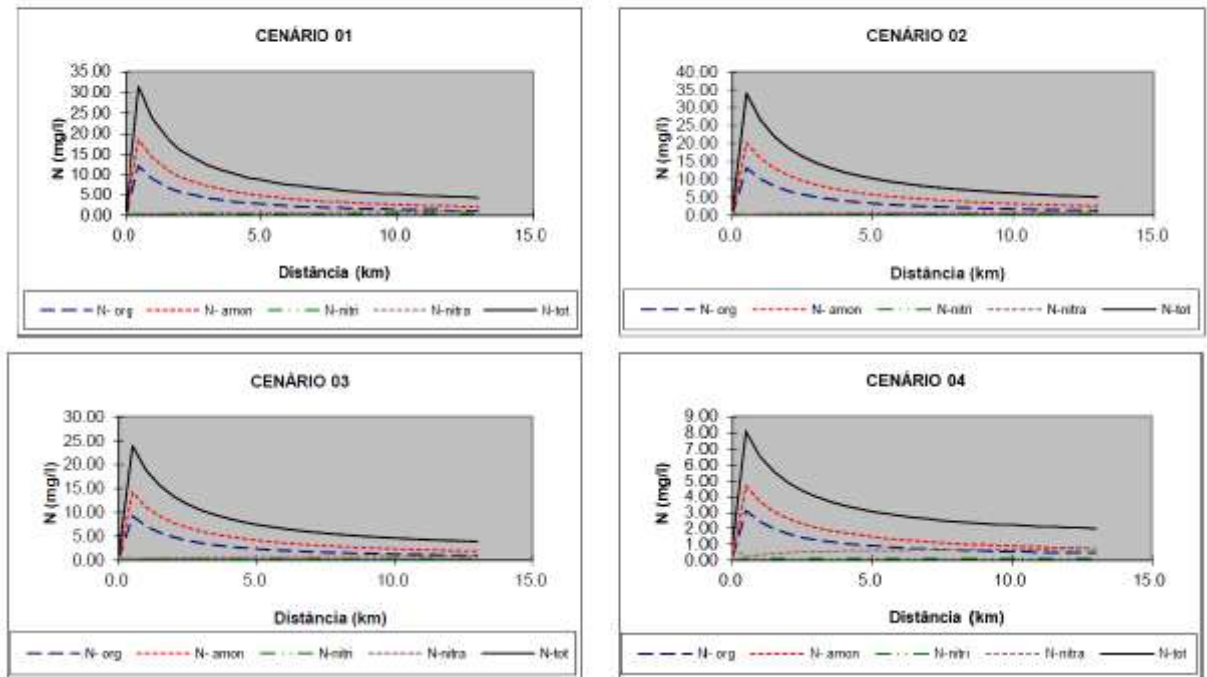 CENÁRIO 01
35.00
30.00
25.00
20.00
15.00
10.00
5.00
0.00
N (mg/l)
0.0 5.0 10.0 15.0
Distância (km)
N- org N- amon N-nitri N-nitra N-tot
CENÁRIO 02
40.00
35.00
30.00
25.00
20.00
15.00
10.00
5.00
0.00
N (mg/l)
0.0 5.0 10.0 15.0
Distância (km)
N- org N- amon N-nitri N-nitra N-tot
CENÁRIO 03
30.00
25.00
20.00
15.00
10.00
5.00
0.00
N (mg/l)
0.0 5.0 10.0 15.0
Distância (km)
N- org N- amon N-nitri N-nitra N-tot
CENÁRIO 04
9.00
8.00
7.00
6.00
5.00
4.00
3.00
2.00
1.00
0.00
N (mg/l)
0.0 5.0 10.0 15.0
Distância (km)
N- org N- amon N-nitri N-nitra N-tot